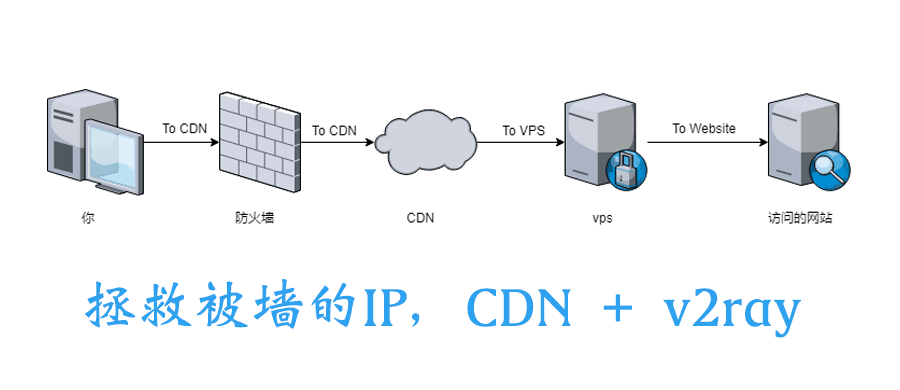 To CDN
To CDN
To VPS
To Website
你
防火墙
CDN
vps
访问的网站
拯救被墙的IP，CDN + v2ray